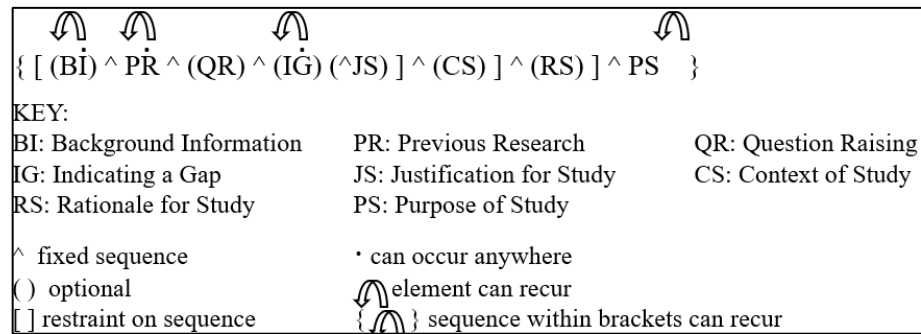 { [ (Bİ) ^ PṘ ^ (QR) ^ (IĠ) (^JS) ] ^ (CS) ] ^ (RS) ] ^ PS }
KEY:
BI: Background Information PR: Previous Research QR: Question Raising
IG: Indicating a Gap JS: Justification for Study CS: Context of Study
RS: Rationale for Study PS: Purpose of Study
^ fixed sequence · can occur anywhere
( ) optional element can recur
[ ] restraint on sequence { } sequence within brackets can recur